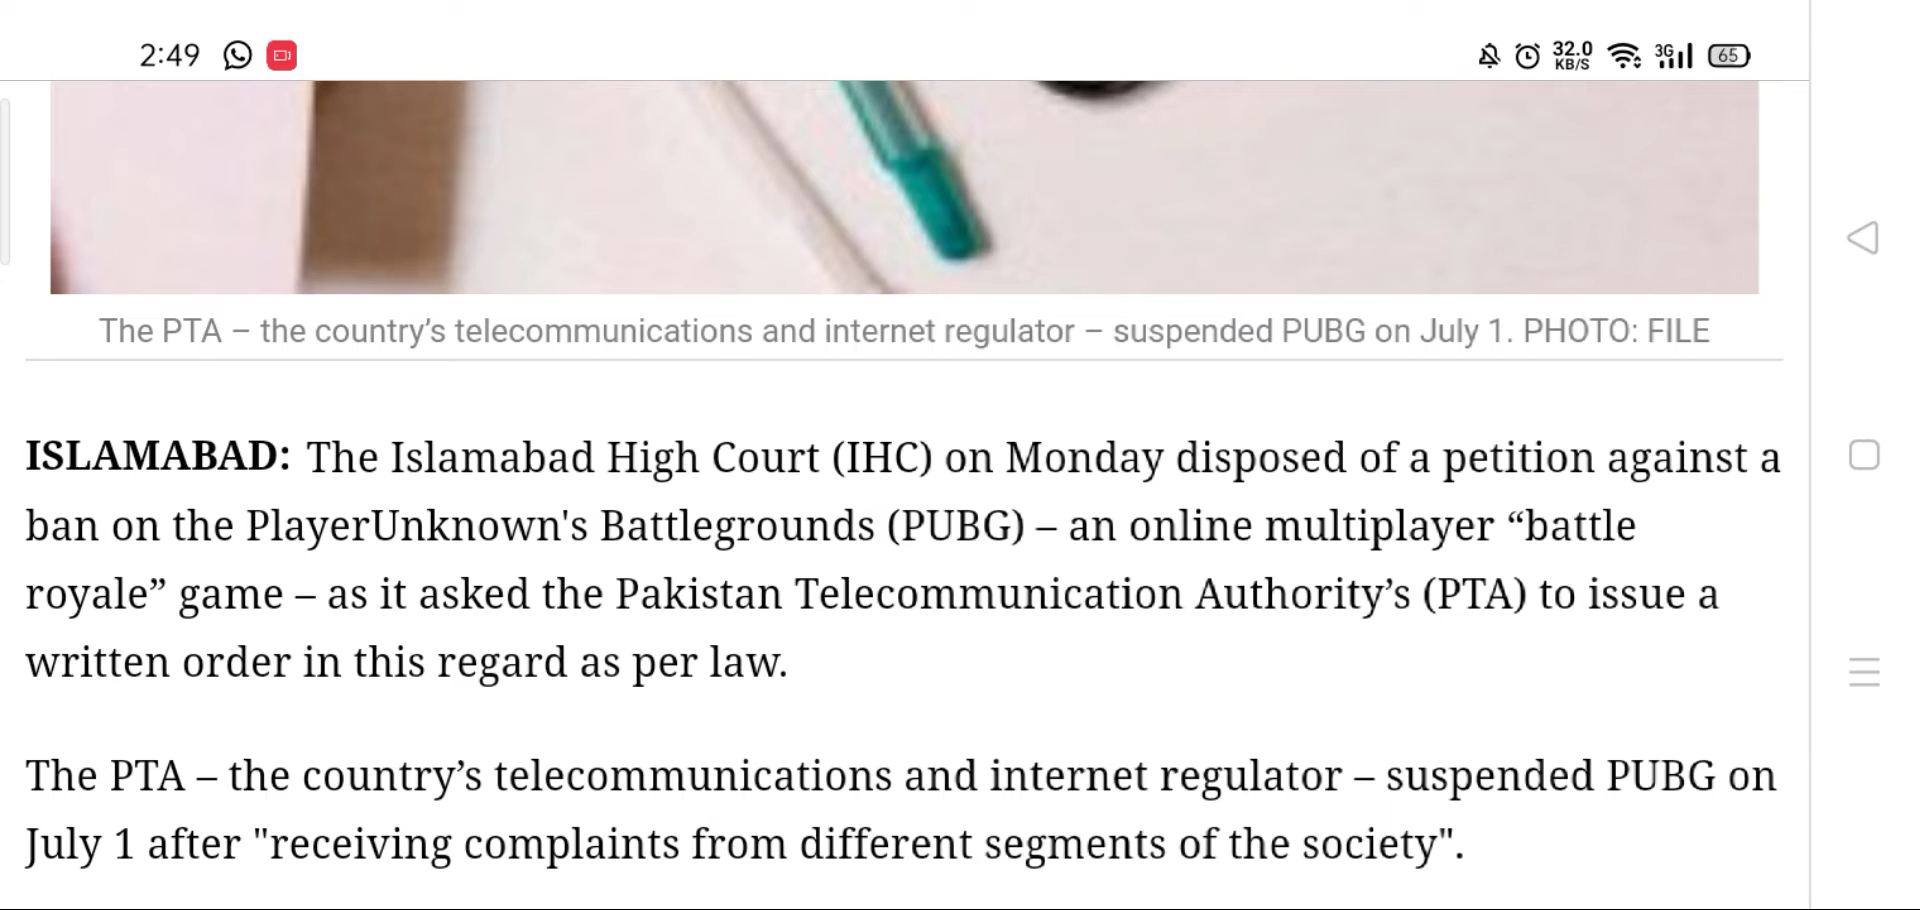 2:49 32.0 KB/S 3G 65
The PTA – the country’s telecommunications and internet regulator – suspended PUBG on July 1. PHOTO: FILE
ISLAMABAD: The Islamabad High Court (IHC) on Monday disposed of a petition against a
ban on the PlayerUnknown's Battlegrounds (PUBG) – an online multiplayer “battle
royale” game – as it asked the Pakistan Telecommunication Authority’s (PTA) to issue a
written order in this regard as per law.
The PTA – the country’s telecommunications and internet regulator – suspended PUBG on
July 1 after "receiving complaints from different segments of the society".